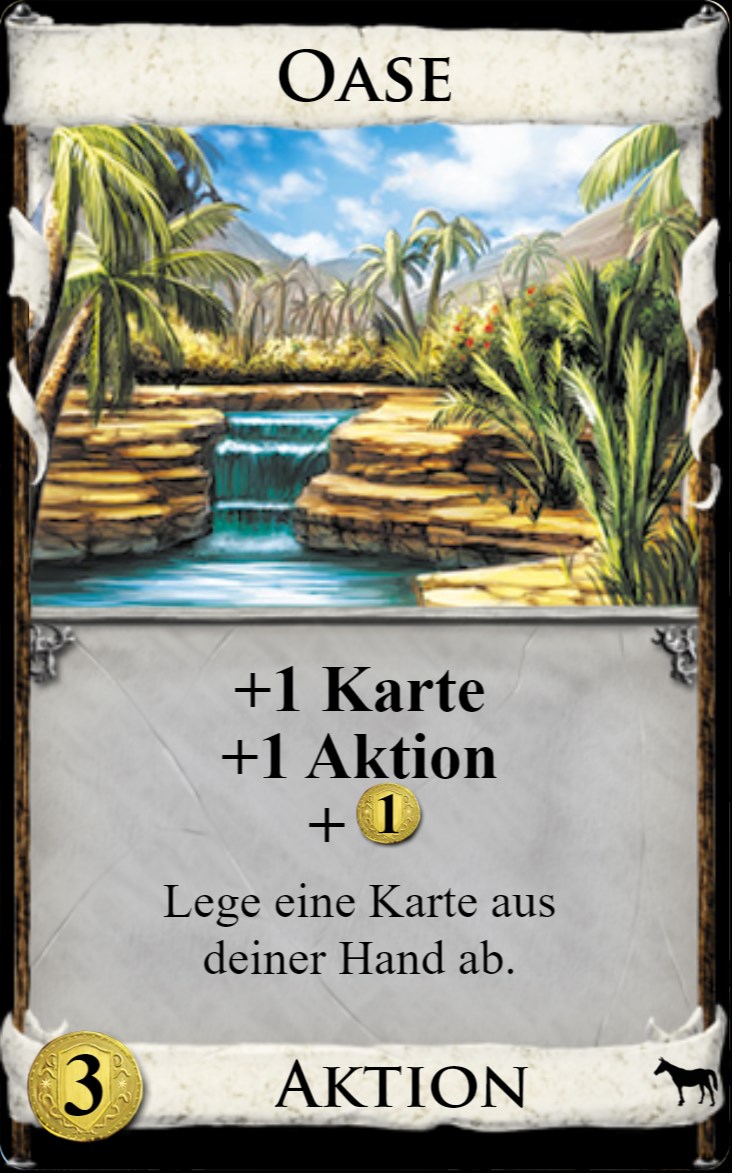 Oase
+1 Karte
+1 Aktion
+ 1
Lege eine Karte aus
deiner Hand ab.
3 Aktion